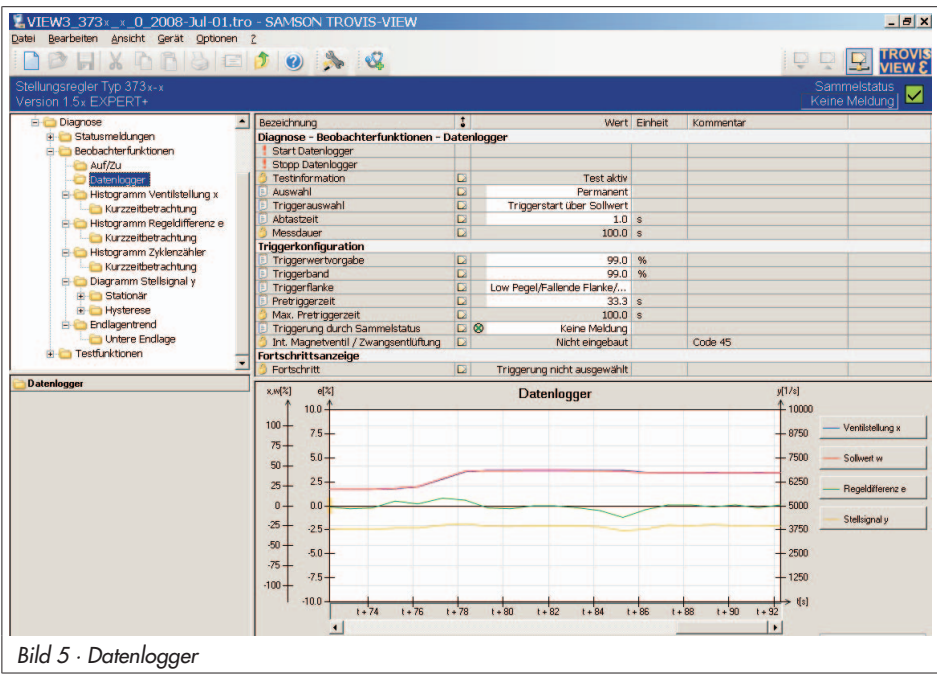 VIEW3_373x_x_0_2008-Jul-01.tro - SAMSON TROVIS-VIEW
Datei Bearbeiten Ansicht Gerät Optionen ?
TROVIS
VIEW 3
Stellungsregler Typ 373x-x
Version 1.5x EXPERT+
Sammelstatus
Keine Meldung
Diagnose
Statusmeldungen
Beobachterfunktionen
Auf/Zu
Datenlogger
Histogramm Ventilstellung x
Kurzzeitbetrachtung
Histogramm Regeldifferenz e
Kurzzeitbetrachtung
Histogramm Zyklenzähler
Kurzzeitbetrachtung
Diagramm Stellsignal y
Stationär
Hysterese
Endlagentrend
Untere Endlage
Testfunktionen
Datenlogger
Bezeichnung Wert Einheit Kommentar
Diagnose - Beobachterfunktionen - Datenlogger
Start Datenlogger
Stopp Datenlogger
Testinformation Test aktiv
Auswahl Permanent
Triggerauswahl Triggerstart über Sollwert
Abtastzeit 1.0 s
Messdauer 100.0 s
Triggerkonfiguration
Triggerwertvorgabe 99.0 %
Triggerband 99.0 %
Triggerflanke Low Pegel/Fallende Flanke/...
Pretriggerzeit 33.3 s
Max. Pretriggerzeit 100.0 s
Triggerung durch Sammelstatus Keine Meldung
Int. Magnetventil / Zwangsentlüftung Nicht eingebaut Code 45
Fortschrittsanzeige
Fortschritt Triggerung nicht ausgewählt
x,w[%] e[%] Datenlogger y[1/s]
10.0 10000
100 7.5 8750
75
50 5.0 7500
25 2.5 6250
0 0.0 5000
-25 -2.5 3750
-50 -5.0 2500
-75 -7.5 1250
-100
-10.0 t[s]
t + 74 t + 76 t + 78 t + 80 t + 82 t + 84 t + 86 t + 88 t + 90 t + 92
Ventilstellung x
Sollwert w
Regeldifferenz e
Stellsignal y
Bild 5 · Datenlogger